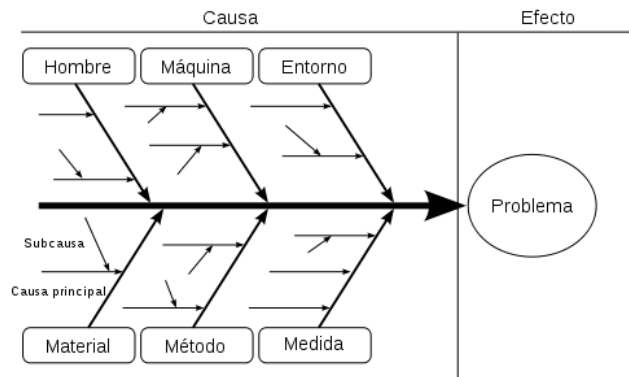 Causa
Efecto
Hombre
Máquina
Entorno
Problema
Subcausa
Causa principal
Material
Método
Medida